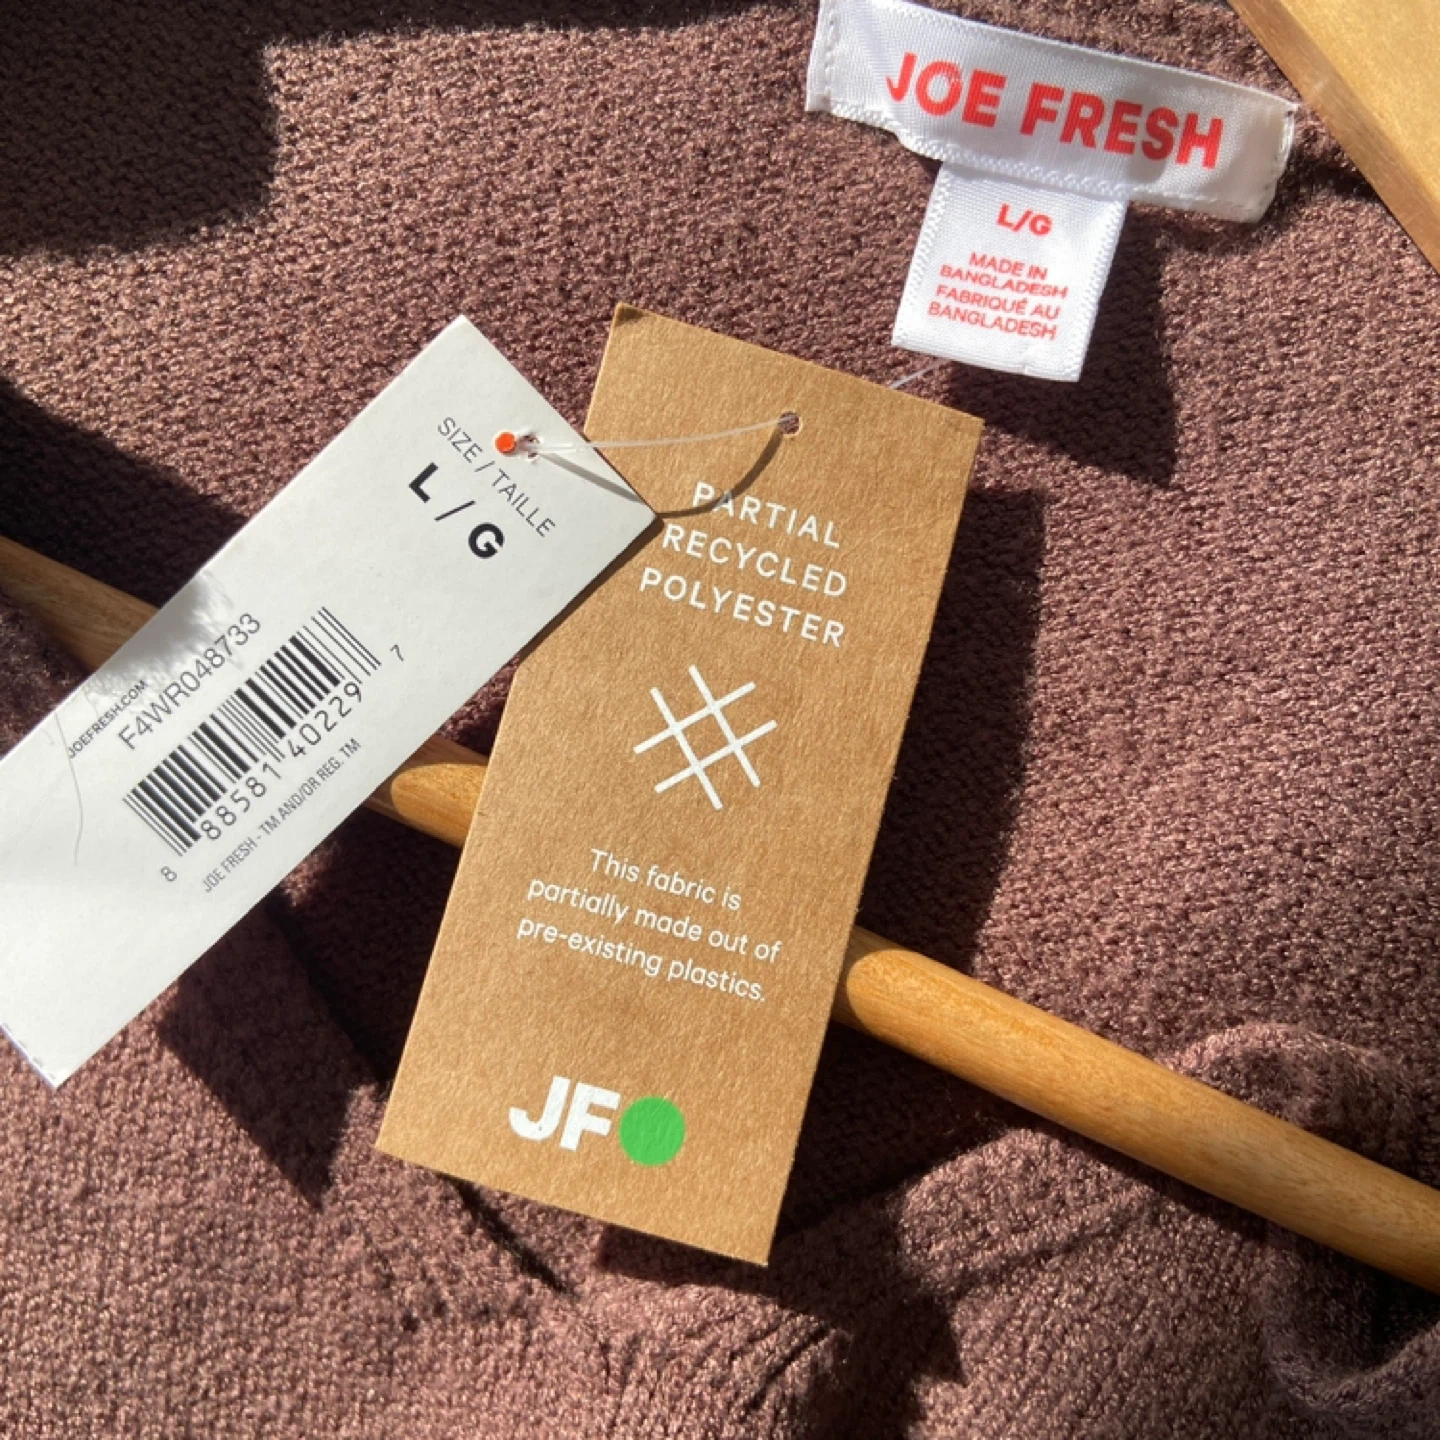 JOE FRESH
L/G
MADE IN
BANGLADESH
FABRIQUÉ AU
BANGLADESH
SIZE / TAILLE
L / G
JOEFRESH.COM
F4WR048733
8 88581 40229 7
JOE FRESH - TM AND/OR REG. TM
PARTIAL
RECYCLED
POLYESTER
This fabric is
partially made out of
pre-existing plastics.
JF